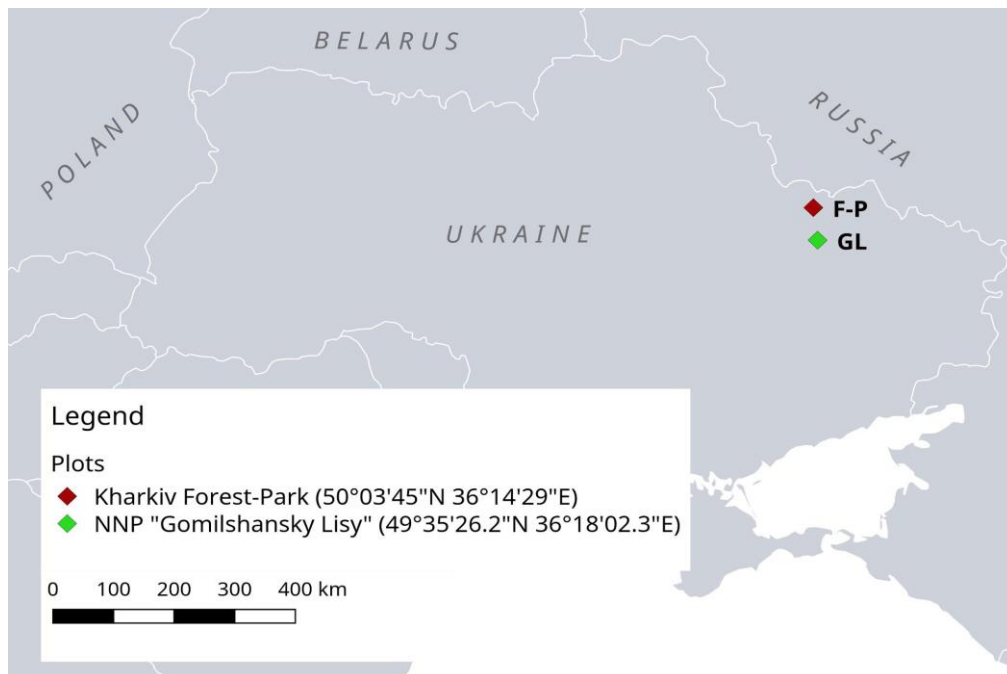 BELARUS
POLAND
RUSSIA
F-P
UKRAINE
GL
Legend
Plots
Kharkiv Forest-Park (50°03'45"N 36°14'29"E)
NNP "Gomilshansky Lisy" (49°35'26.2"N 36°18'02.3"E)
0 100 200 300 400 km